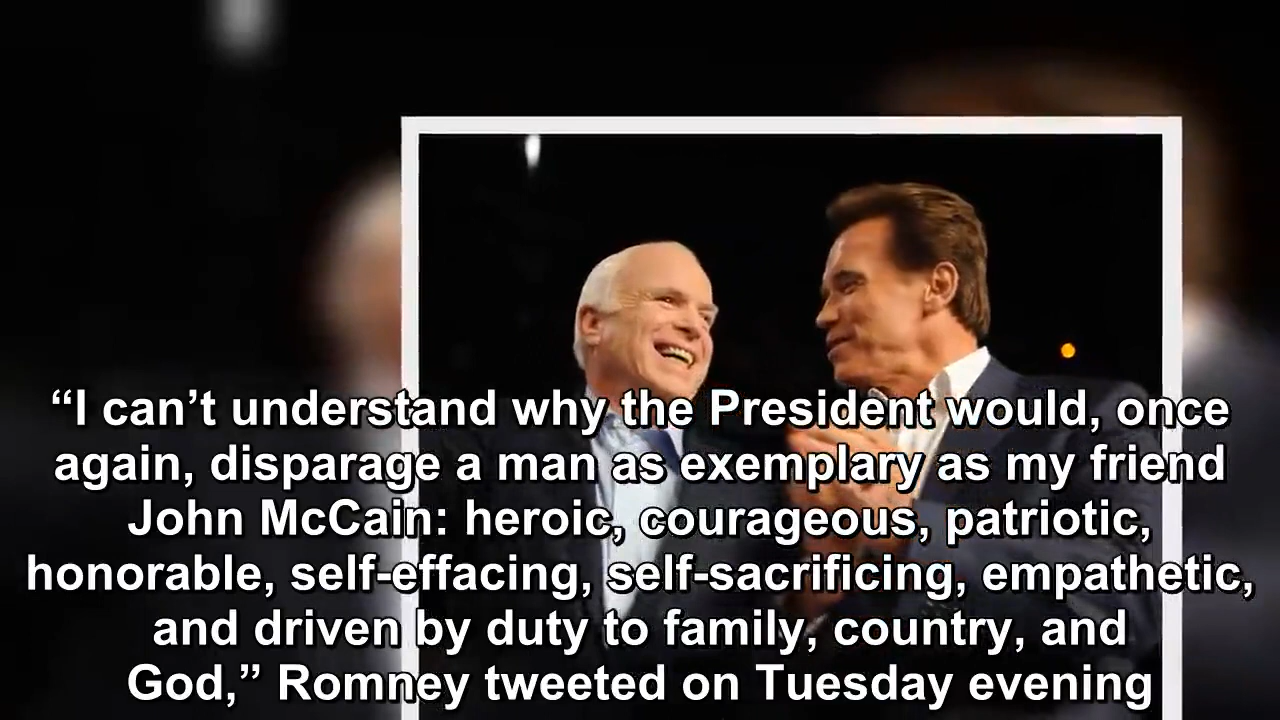 “I can’t understand why the President would, once
again, disparage a man as exemplary as my friend
John McCain: heroic, courageous, patriotic,
honorable, self-effacing, self-sacrificing, empathetic,
and driven by duty to family, country, and
God,” Romney tweeted on Tuesday evening